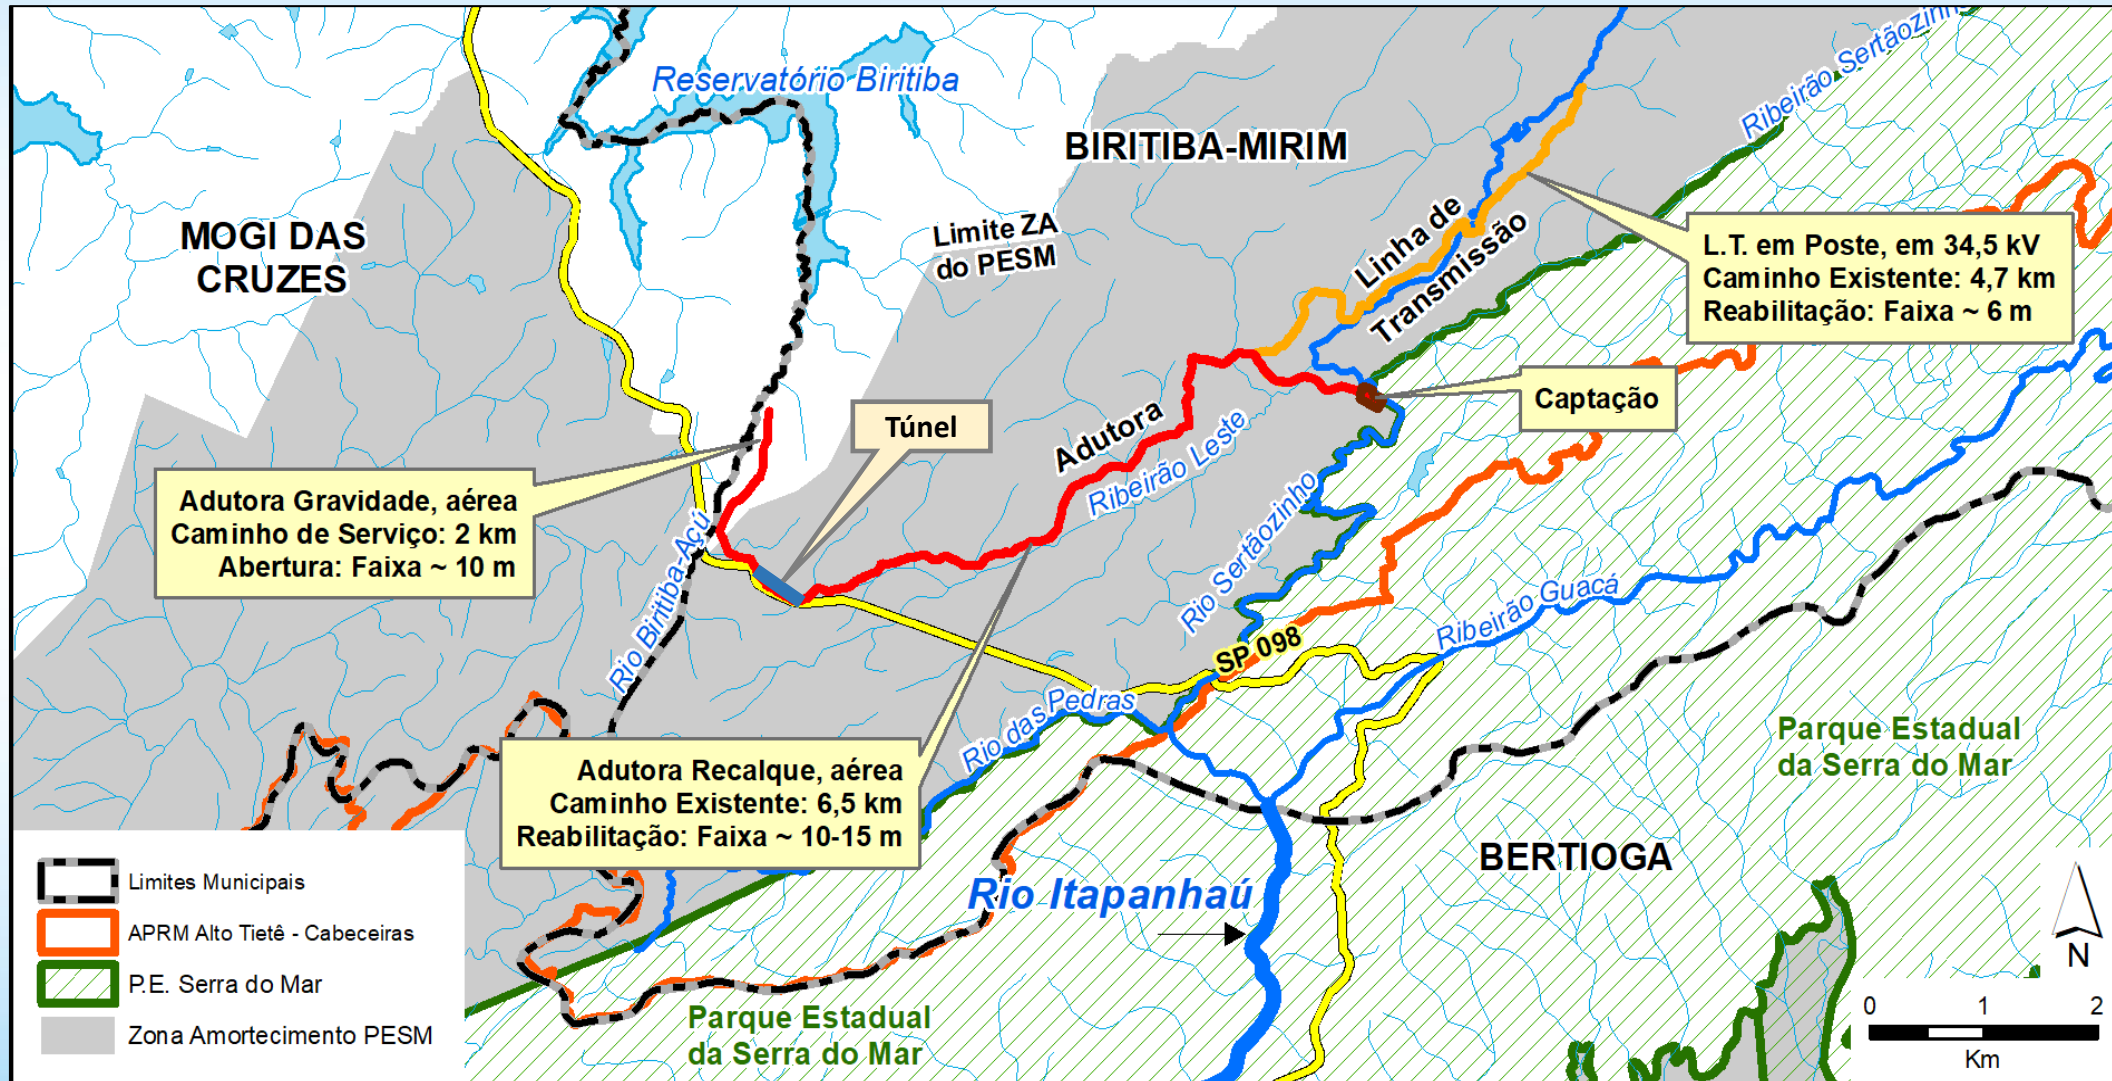 Reservatório Biritiba
BIRITIBA-MIRIM
Ribeirão Sertãozinh
MOGI DAS
CRUZES
Limite ZA
do PESM
Linha de
Transmissão
L.T. em Poste, em 34,5 kV
Caminho Existente: 4,7 km
Reabilitação: Faixa ~ 6 m
Captação
Túnel
Adutora
Ribeirão Leste
Adutora Gravidade, aérea
Caminho de Serviço: 2 km
Abertura: Faixa ~ 10 m
Rio Biritiba-Açú
Rio Sertãozinho
Ribeirão Guacá
SP 098
Rio das Pedras
Parque Estadual
da Serra do Mar
Adutora Recalque, aérea
Caminho Existente: 6,5 km
Reabilitação: Faixa ~ 10-15 m
BERTIOGA
Rio Itapanhaú
Limites Municipais
APRM Alto Tietê - Cabeceiras
P.E. Serra do Mar
Zona Amortecimento PESM
Parque Estadual
da Serra do Mar
N
0 1 2
Km